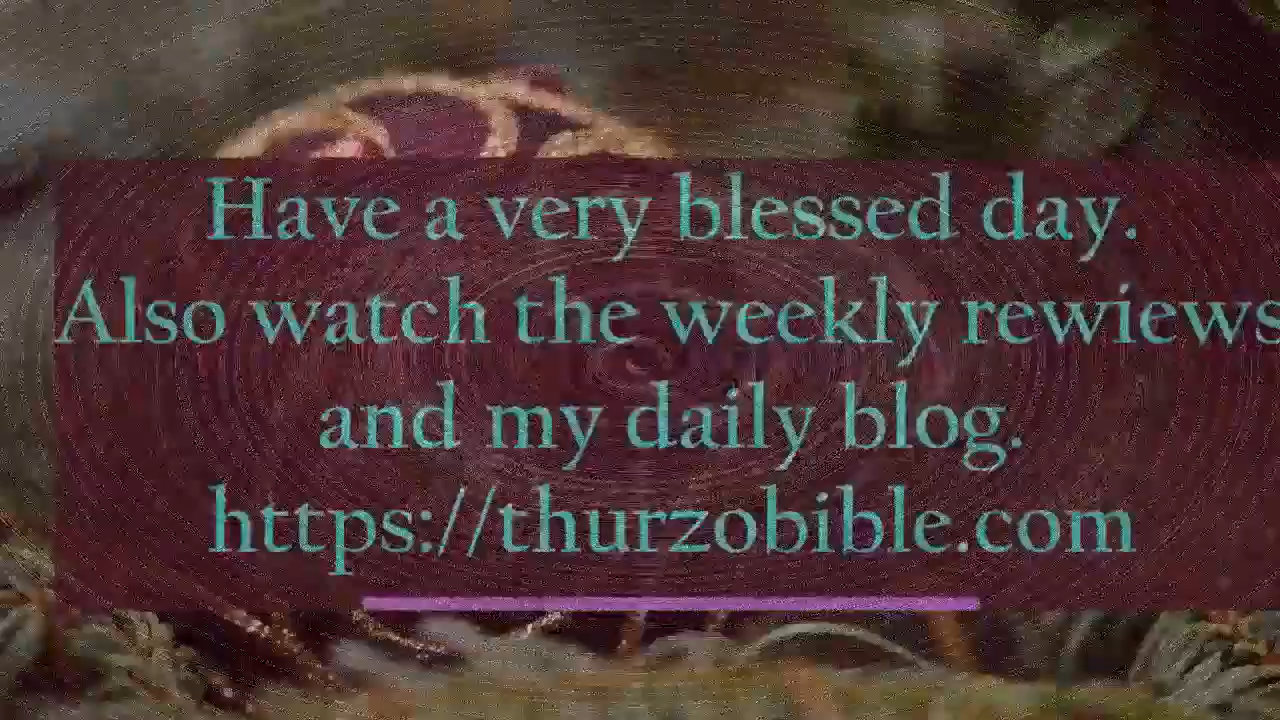 Have a very blessed day.
Also watch the weekly rewiews
and my daily blog.
https://thurzobible.com